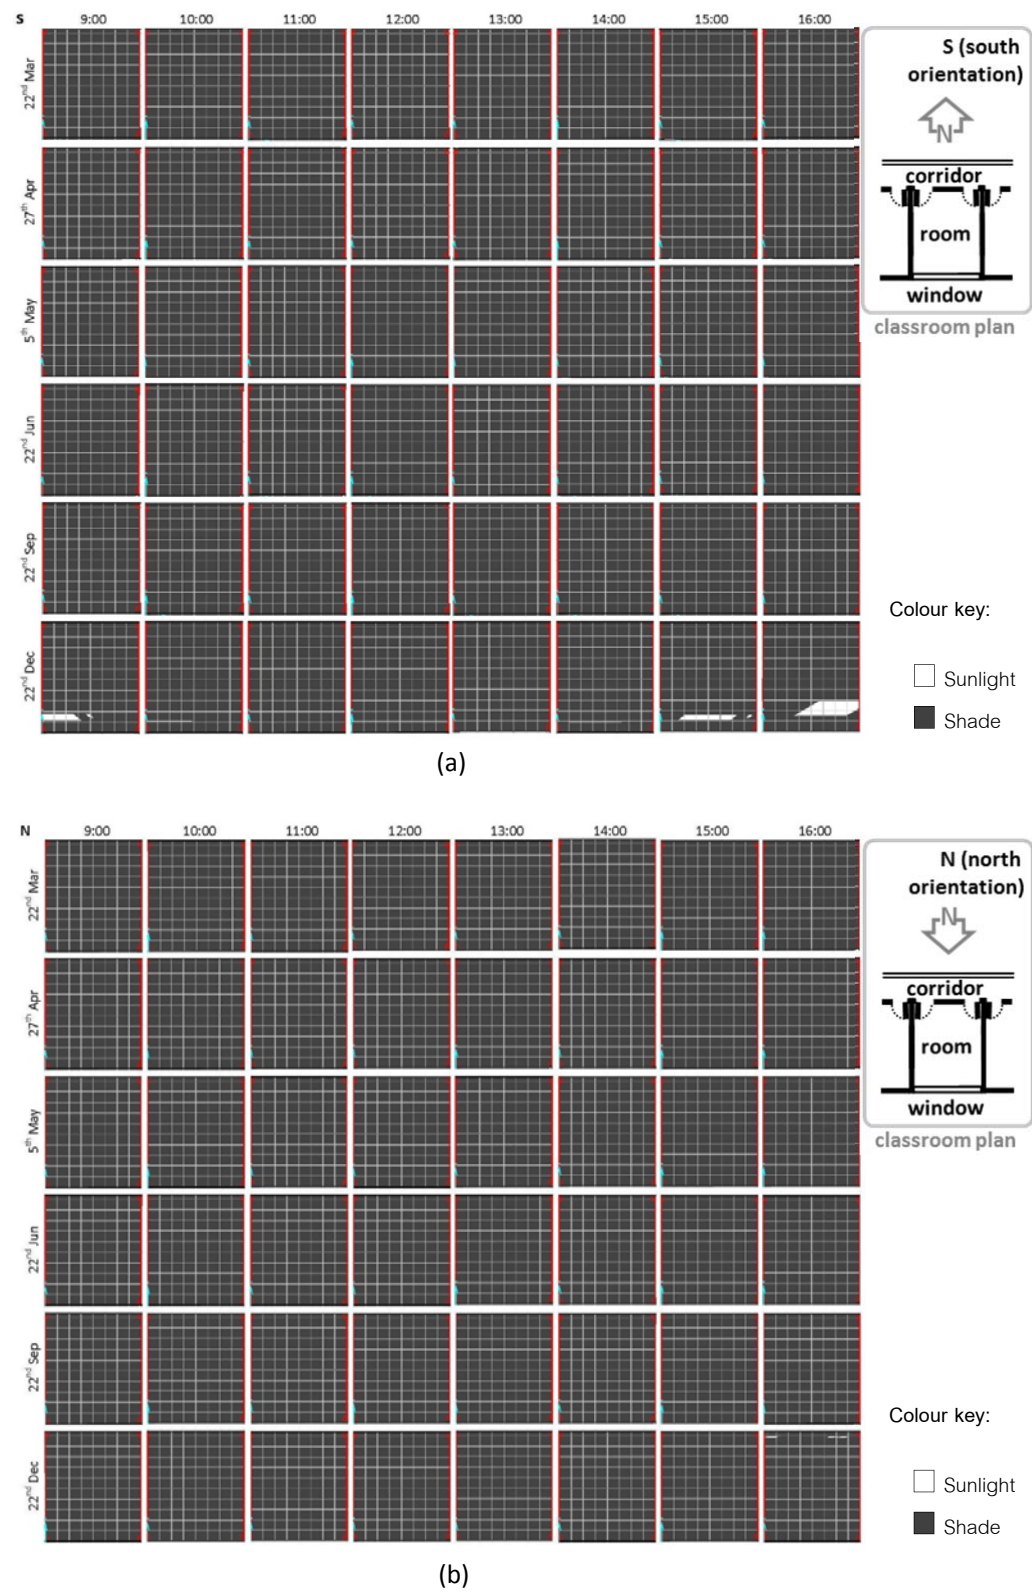 S 9:00 10:00 11:00 12:00 13:00 14:00 15:00 16:00
22nd Mar
27th Apr
5th May
22nd Jun
22nd Sep
22nd Dec
S (south
orientation)
N
corridor
room
window
classroom plan
Colour key:
Sunlight
Shade
(a)
N 9:00 10:00 11:00 12:00 13:00 14:00 15:00 16:00
22nd Mar
27th Apr
5th May
22nd Jun
22nd Sep
22nd Dec
N (north
orientation)
N
corridor
room
window
classroom plan
Colour key:
Sunlight
Shade
(b)